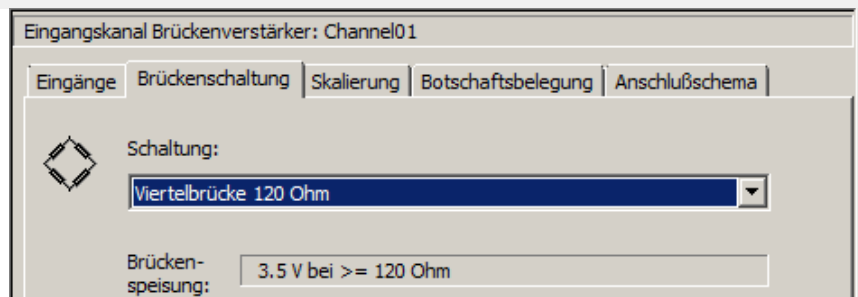 Eingangskanal Brückenverstärker: Channel01
Eingänge Brückenschaltung Skalierung Botschaftsbelegung Anschlußschema
Schaltung:
Viertelbrücke 120 Ohm
Brücken-
speisung:
3.5 V bei >= 120 Ohm